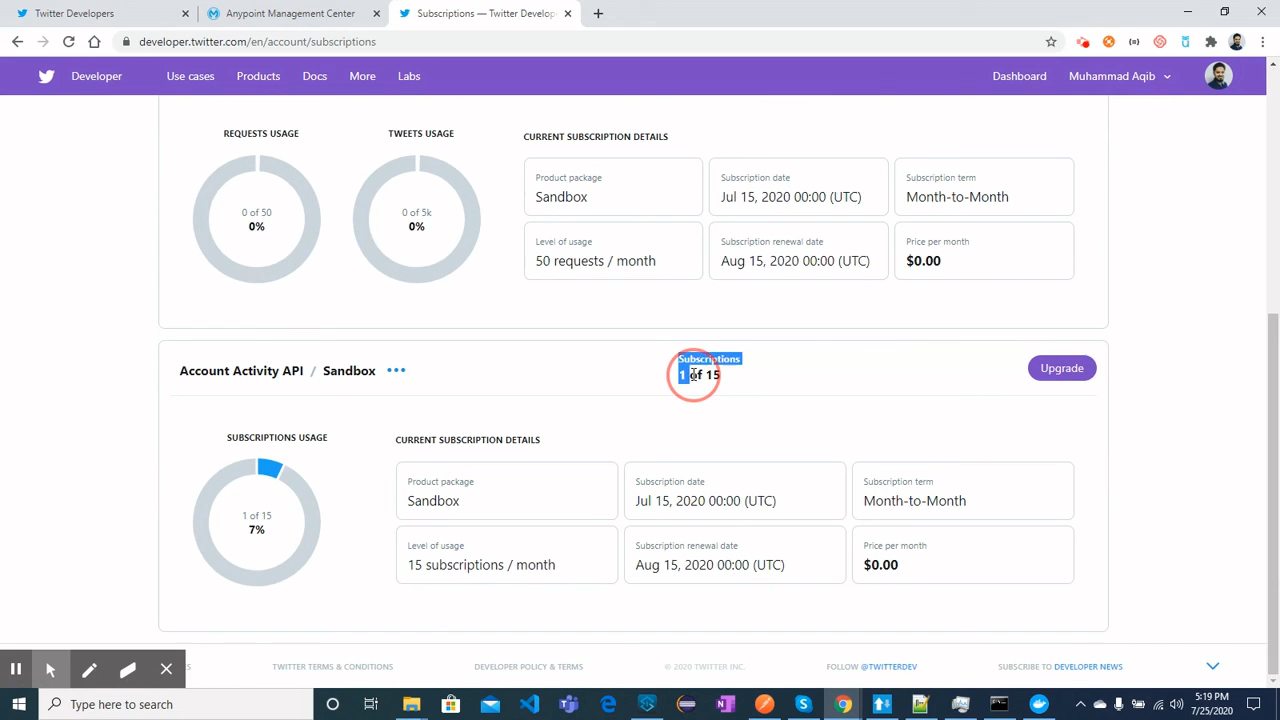 Twitter Developers
Anypoint Management Center
Subscriptions — Twitter Develope
developer.twitter.com/en/account/subscriptions
Developer
Use cases
Products
Docs
More
Labs
Dashboard
Muhammad Aqib
REQUESTS USAGE
TWEETS USAGE
CURRENT SUBSCRIPTION DETAILS
0 of 50
0%
0 of 5k
0%
Product package
Sandbox
Subscription date
Jul 15, 2020 00:00 (UTC)
Subscription term
Month-to-Month
Level of usage
50 requests / month
Subscription renewal date
Aug 15, 2020 00:00 (UTC)
Price per month
$0.00
Account Activity API / Sandbox
Subscriptions
1 of 15
Upgrade
SUBSCRIPTIONS USAGE
CURRENT SUBSCRIPTION DETAILS
1 of 15
7%
Product package
Sandbox
Subscription date
Jul 15, 2020 00:00 (UTC)
Subscription term
Month-to-Month
Level of usage
15 subscriptions / month
Subscription renewal date
Aug 15, 2020 00:00 (UTC)
Price per month
$0.00
TWITTER TERMS & CONDITIONS
DEVELOPER POLICY & TERMS
© 2020 TWITTER INC.
FOLLOW @TWITTERDEV
SUBSCRIBE TO DEVELOPER NEWS
Type here to search
5:19 PM
7/25/2020